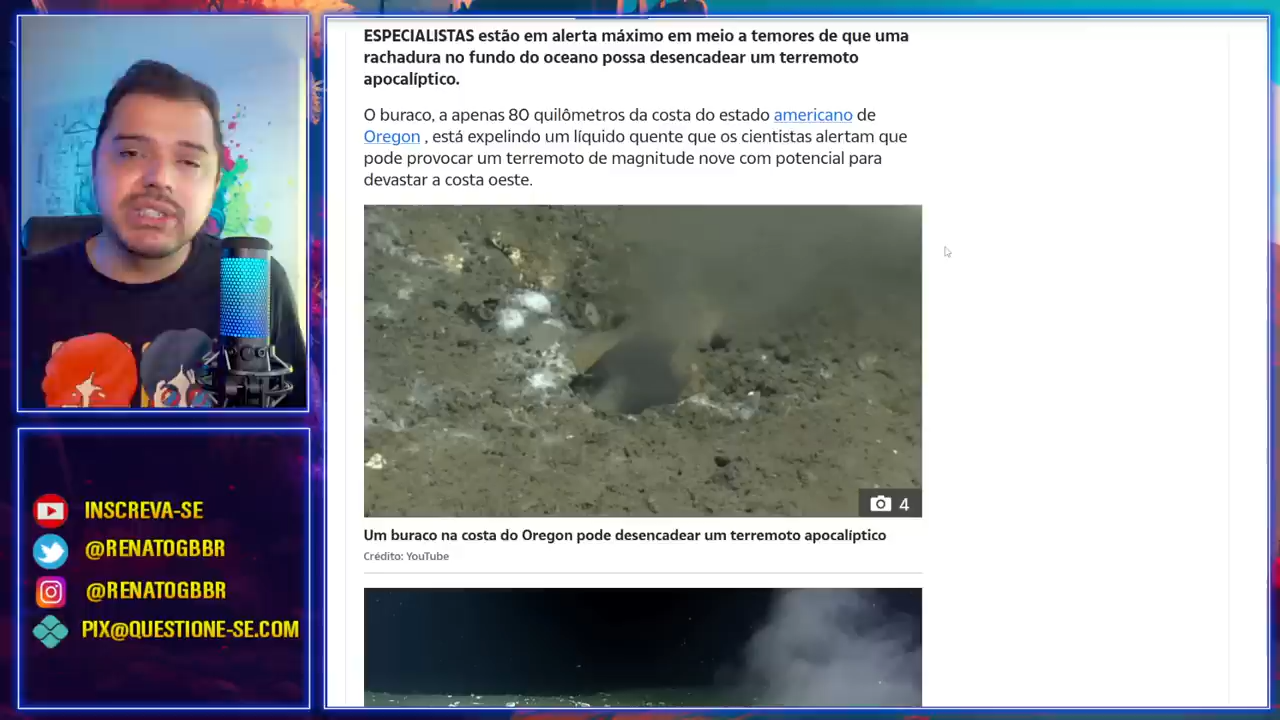 ESPECIALISTAS estão em alerta máximo em meio a temores de que uma
rachadura no fundo do oceano possa desencadear um terremoto
apocalíptico.
O buraco, a apenas 80 quilômetros da costa do estado americano de
Oregon , está expelindo um líquido quente que os cientistas alertam que
pode provocar um terremoto de magnitude nove com potencial para
devastar a costa oeste.
4
Um buraco na costa do Oregon pode desencadear um terremoto apocalíptico
Crédito: YouTube
INSCREVA-SE
@RENATOGBBR
@RENATOGBBR
PIX@QUESTIONE-SE.COM